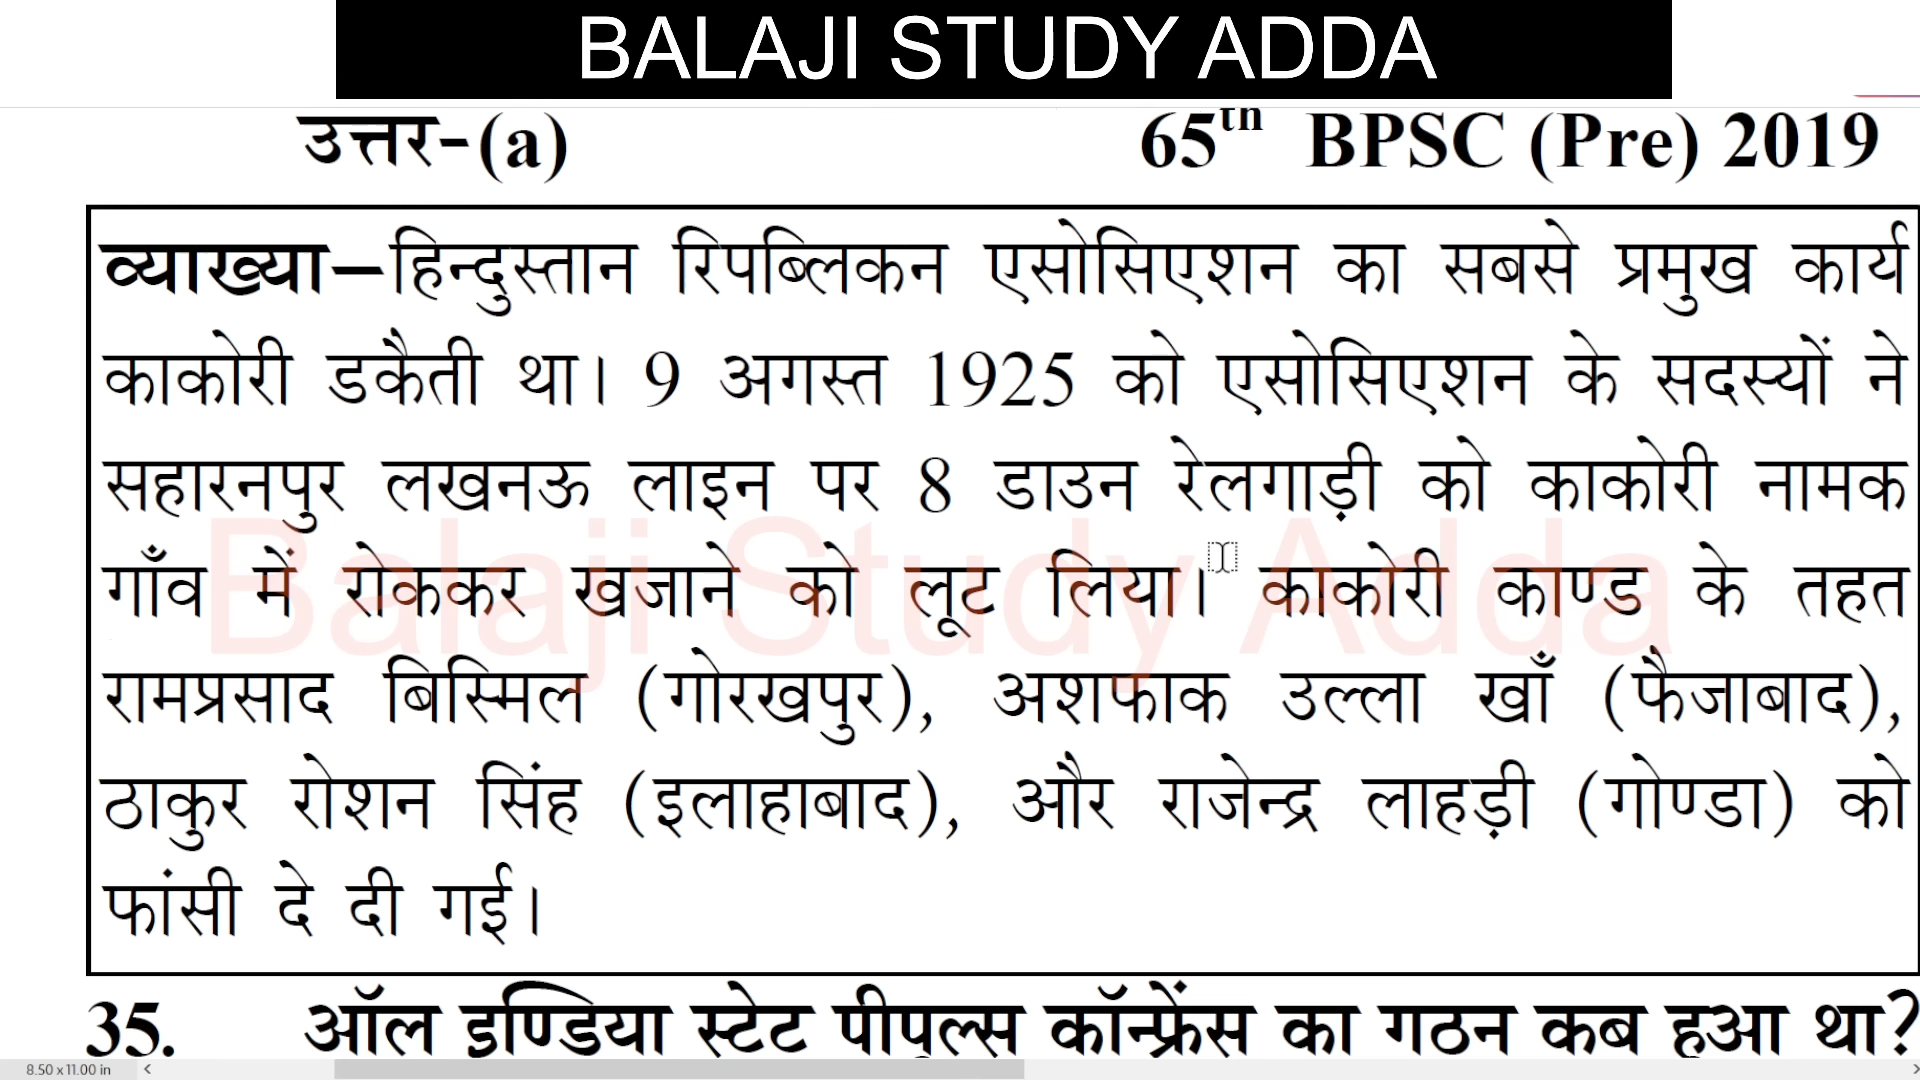 BALAJI STUDY ADDA
उत्तर-(a) 65th BPSC (Pre) 2019
व्याख्या–हिन्दुस्तान रिपब्लिकन एसोसिएशन का सबसे प्रमुख कार्य
काकोरी डकैती था। 9 अगस्त 1925 को एसोसिएशन के सदस्यों ने
सहारनपुर लखनऊ लाइन पर 8 डाउन रेलगाड़ी को काकोरी नामक
गाँव में रोककर खजाने को लूट लिया। काकोरी काण्ड के तहत
Balaji Study Adda
रामप्रसाद बिस्मिल (गोरखपुर), अशफाक उल्ला खाँ (फैजाबाद),
ठाकुर रोशन सिंह (इलाहाबाद), और राजेन्द्र लाहड़ी (गोण्डा) को
फांसी दे दी गई।
35. ऑल इण्डिया स्टेट पीपुल्स कॉन्फ्रेंस का गठन कब हुआ था?
8.50 x 11.00 in